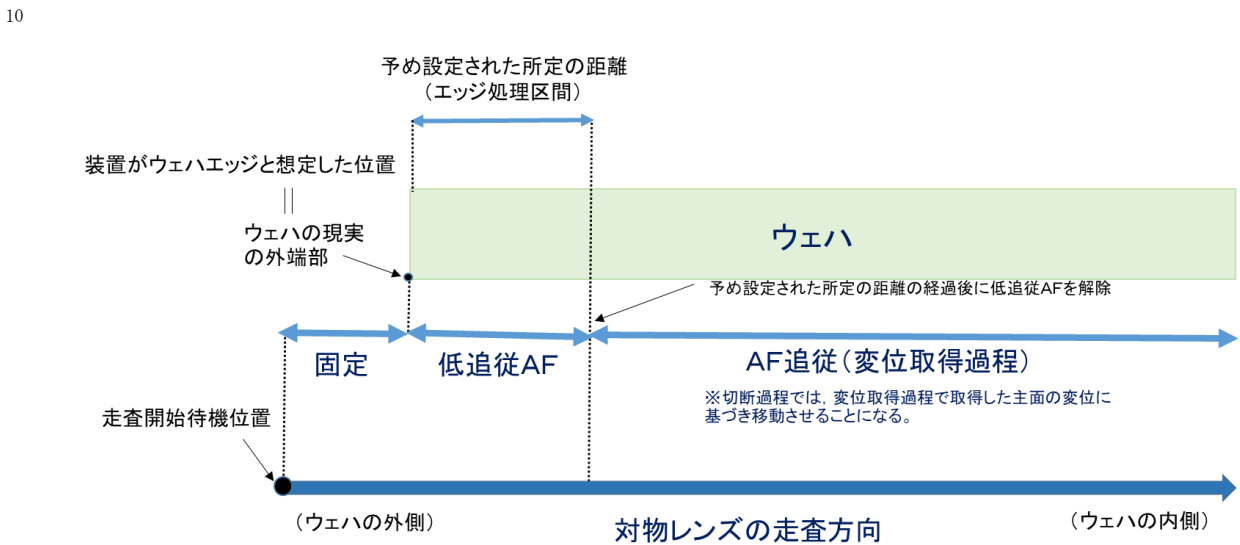 10
予め設定された所定の距離
（エッジ処理区間）
装置がウェハエッジと想定した位置
||
ウェハの現実
の外端部
ウェハ
予め設定された所定の距離の経過後に低追従AFを解除
固定
低追従AF
AF追従（変位取得過程）
※切断過程では，変位取得過程で取得した主面の変位に
基づき移動させることになる。
走査開始待機位置
（ウェハの外側）
対物レンズの走査方向
（ウェハの内側）